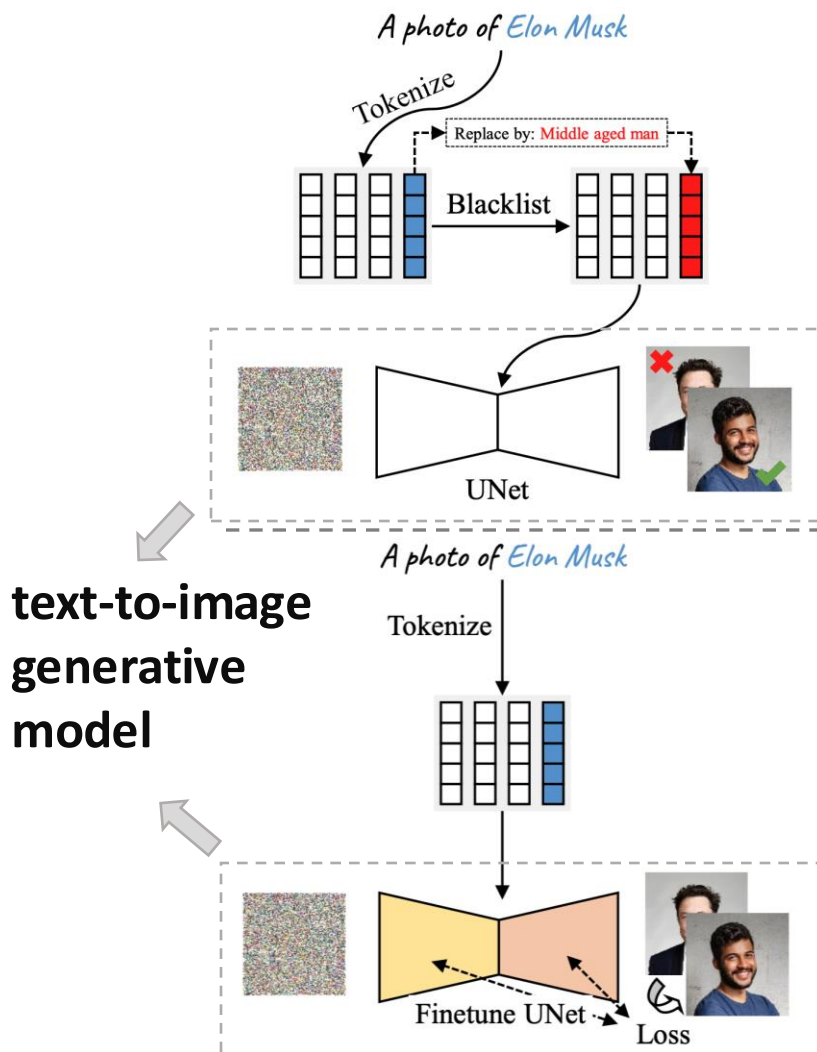 A photo of Elon Musk
Tokenize
Replace by: Middle aged man
Blacklist
UNet
A photo of Elon Musk
text-to-image
generative
model
Tokenize
Finetune UNet
Loss